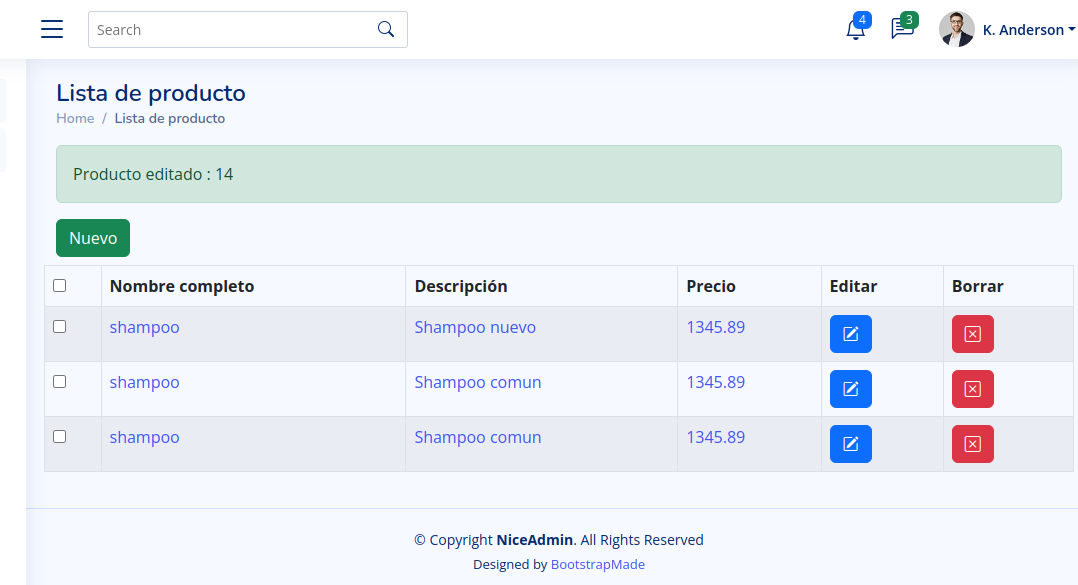 Search
4
3
K. Anderson
Lista de producto
Home / Lista de producto
Producto editado : 14
Nuevo
Nombre completo Descripción Precio Editar Borrar
shampoo Shampoo nuevo 1345.89
shampoo Shampoo comun 1345.89
shampoo Shampoo comun 1345.89
© Copyright NiceAdmin. All Rights Reserved
Designed by BootstrapMade